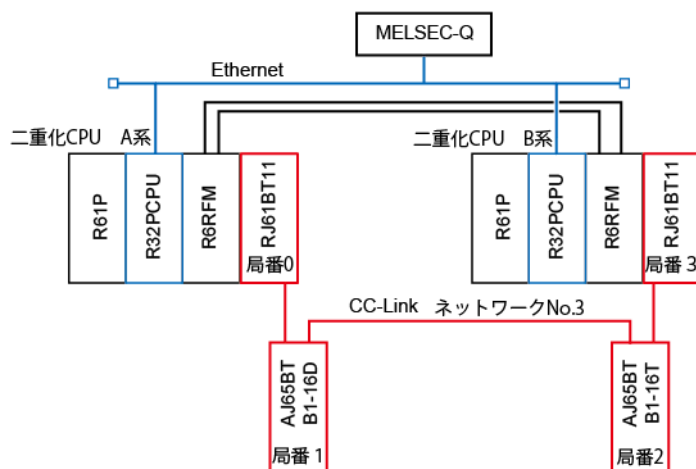 MELSEC-Q
Ethernet
二重化CPU A系
二重化CPU B系
R61P
R32PCPU
R6RFM
RJ61BT11
局番0
R61P
R32PCPU
R6RFM
RJ61BT11
局番3
CC-Link ネットワークNo.3
AJ65BT
B1-16D
局番1
AJ65BT
B1-16T
局番2